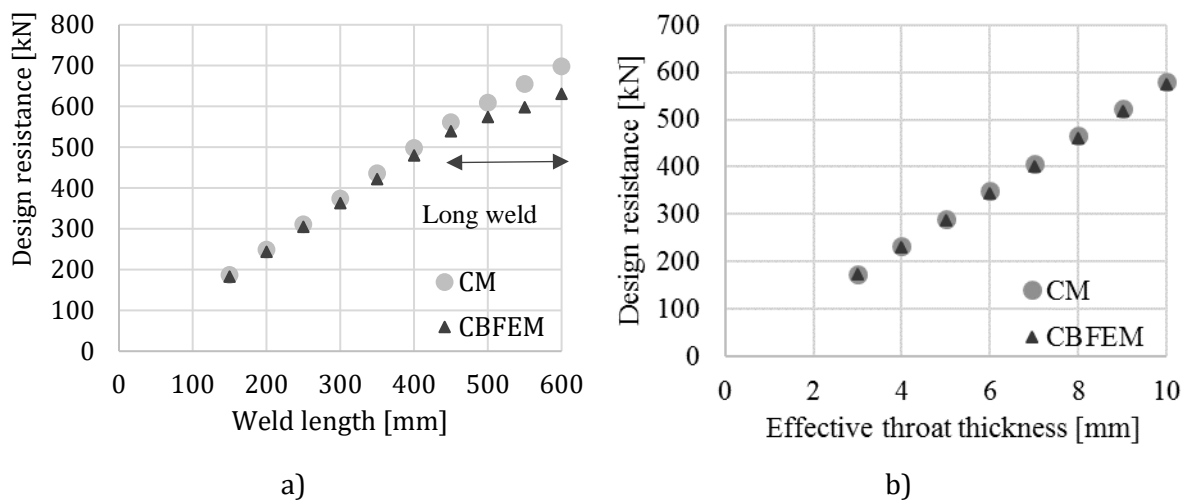 Design resistance [kN]
800
700
600
500
400
300
200
100
0
Long weld
CM
CBFEM
0 100 200 300 400 500 600
Weld length [mm]
a)
Design resistance [kN]
700
600
500
400
300
200
100
0
CM
CBFEM
0 2 4 6 8 10
Effective throat thickness [mm]
b)